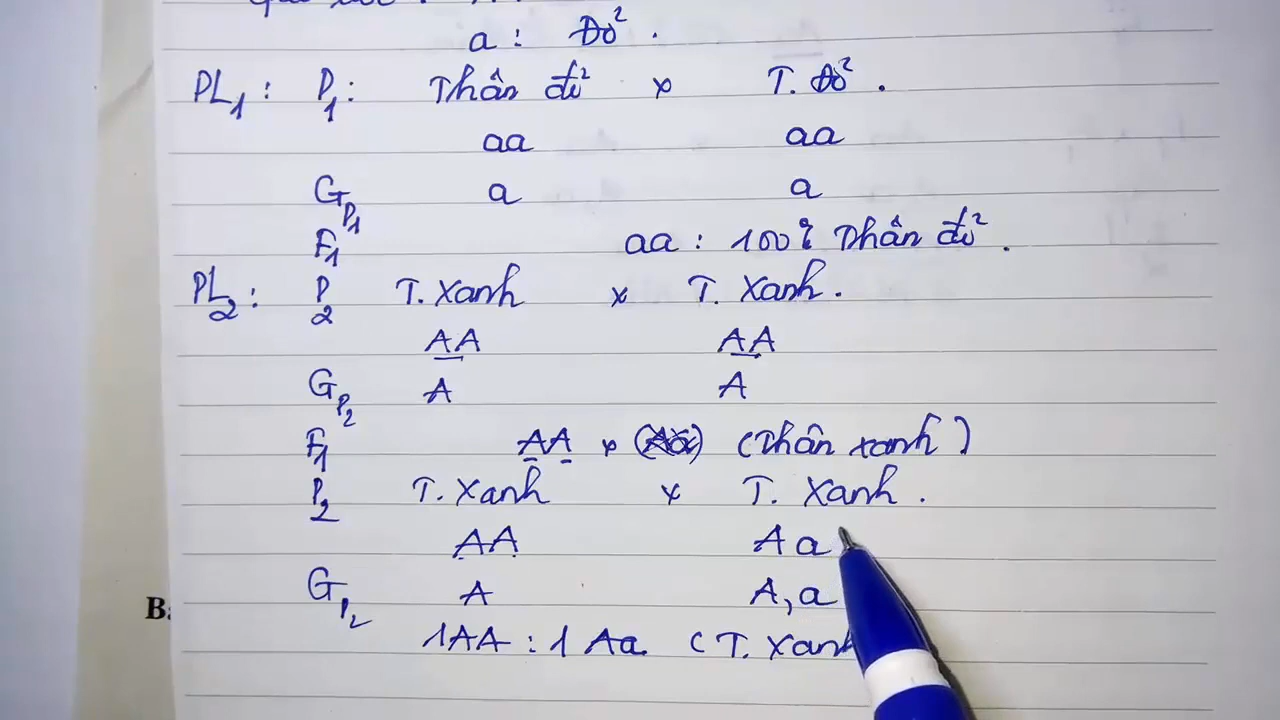 a : Đỏ .
PL1 : P1 : Thân đỏ x T. Đỏ .
aa aa
GP1 a a
F1 aa : 100% Thân đỏ .
PL2 : P2 T. Xanh x T. Xanh .
AA AA
GP2 A A
F1 AA x (Thân xanh)
P2 T. Xanh x T. Xanh .
AA Aa
GP2 A A, a
1AA : 1 Aa (T. Xanh